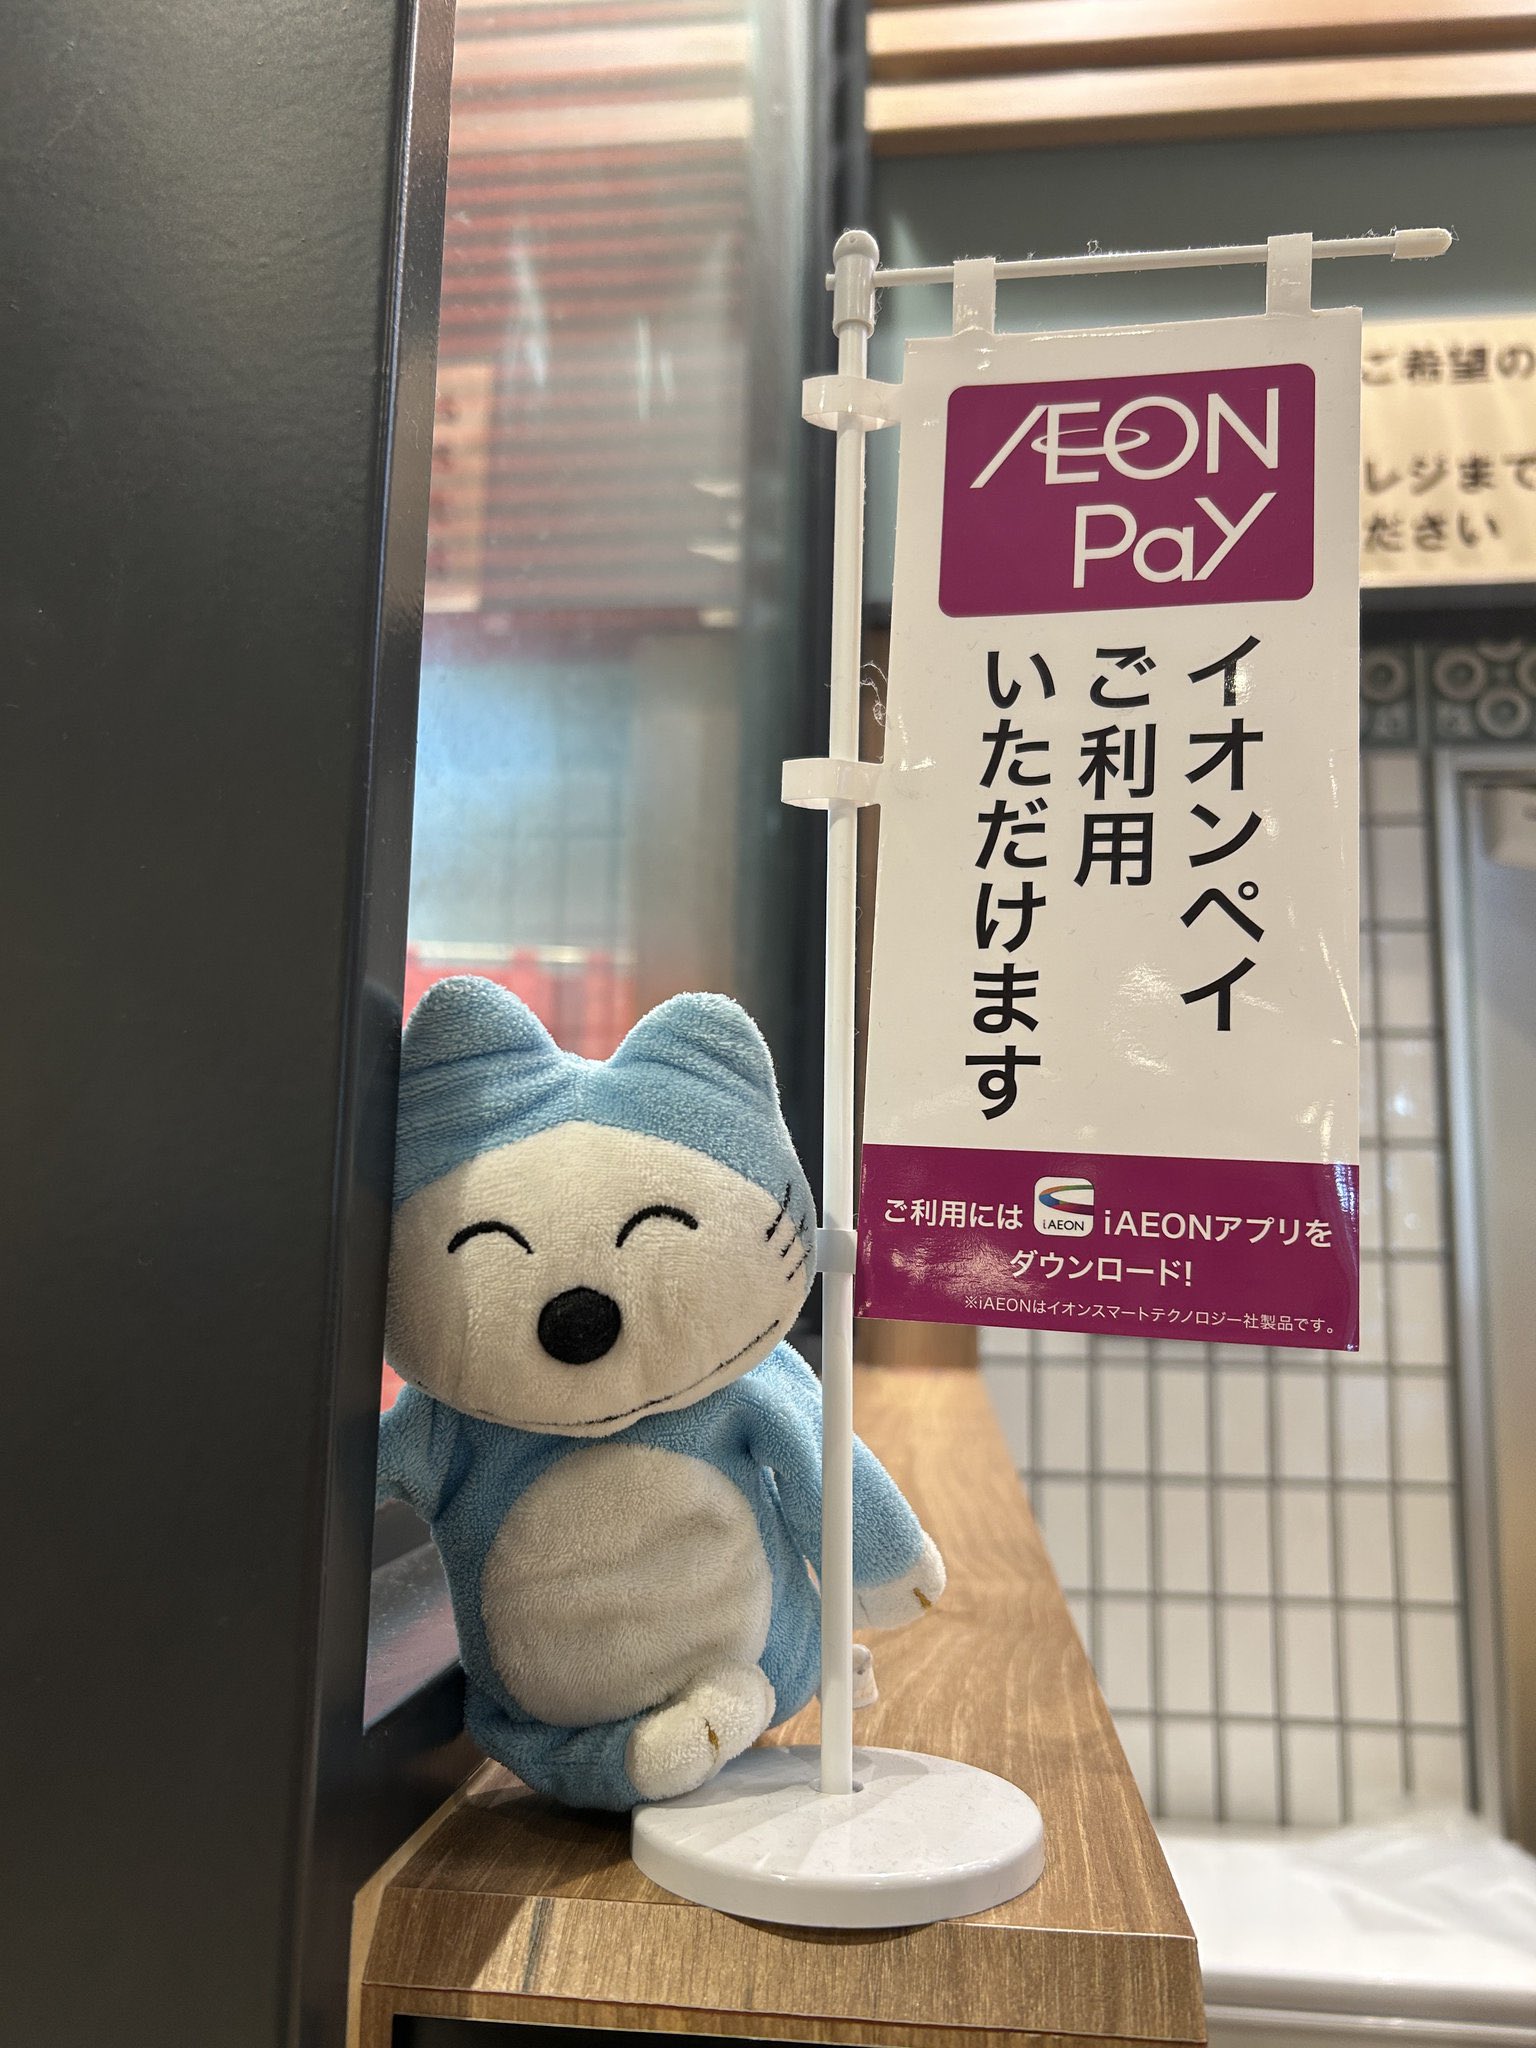 ÆON
Pay
イオンペイ
ご利用
いただけます
ご利用には iAEON iAEONアプリを
ダウンロード!
※iAEONはイオンスマートテクノロジー社製品です。
ご希望の
レジまで
ださい